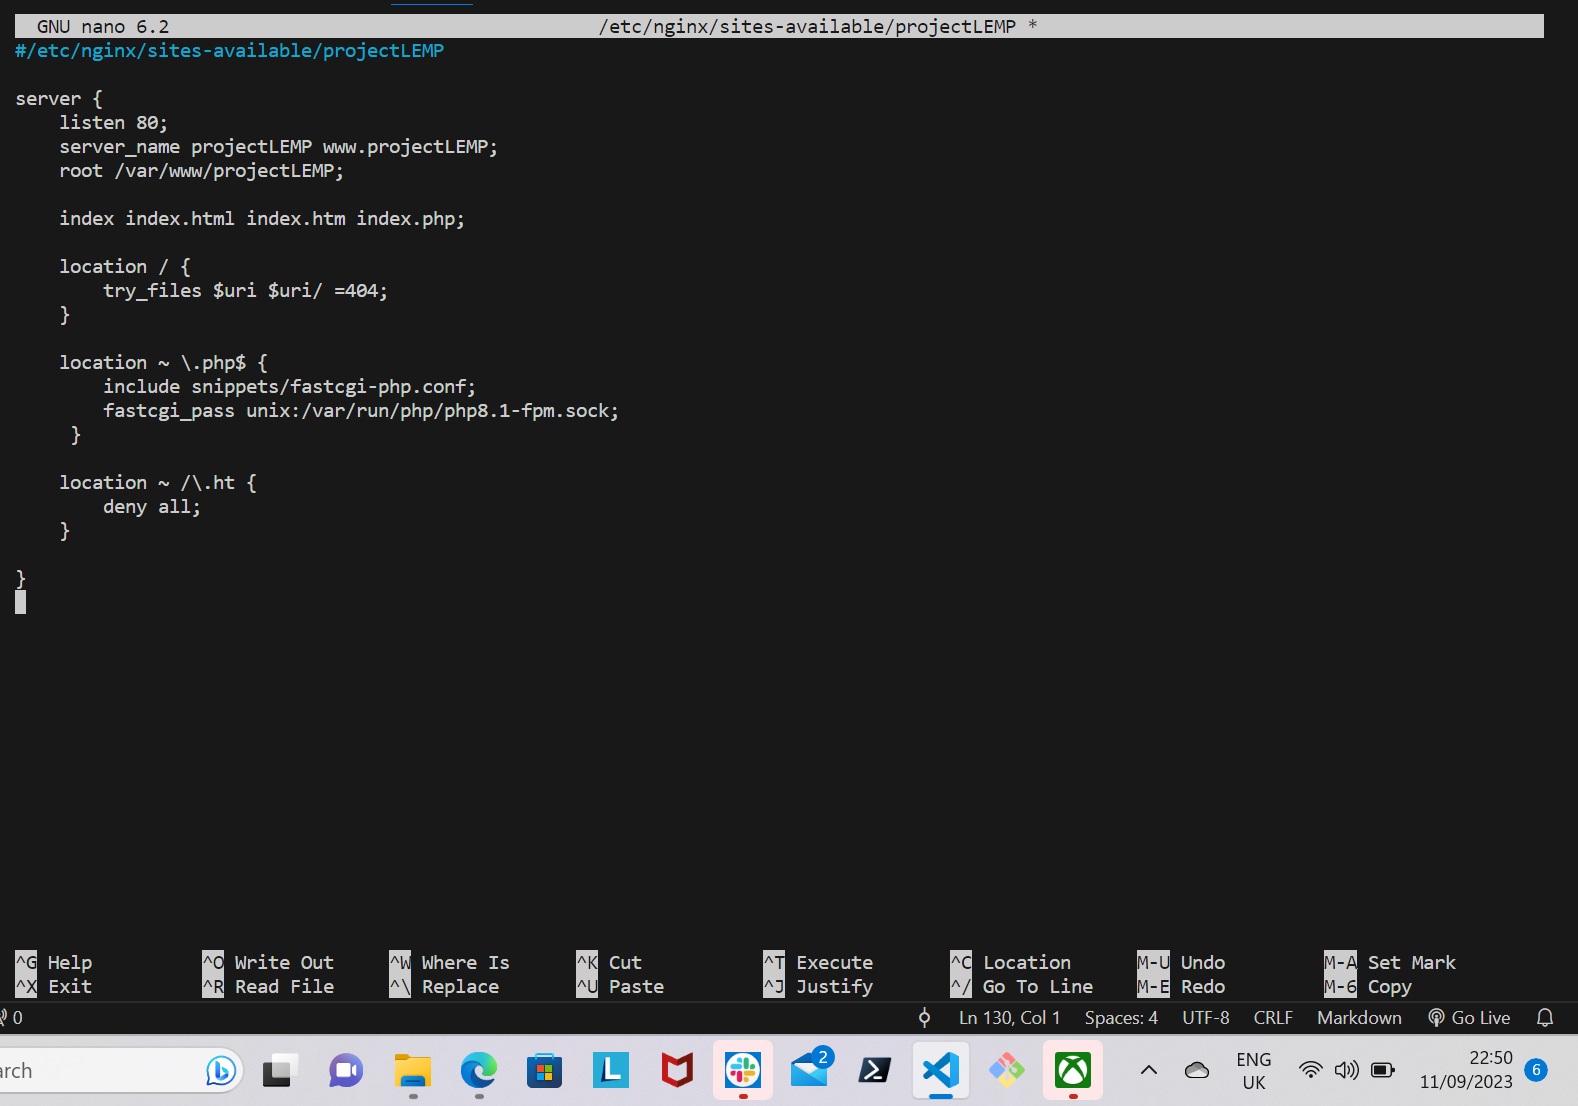 GNU nano 6.2 /etc/nginx/sites-available/projectLEMP *
#/etc/nginx/sites-available/projectLEMP
server {
listen 80;
server_name projectLEMP www.projectLEMP;
root /var/www/projectLEMP;
index index.html index.htm index.php;
location / {
try_files $uri $uri/ =404;
}
location ~ \.php$ {
include snippets/fastcgi-php.conf;
fastcgi_pass unix:/var/run/php/php8.1-fpm.sock;
}
location ~ /\.ht {
deny all;
}
}
^G Help ^O Write Out ^W Where Is ^K Cut ^T Execute ^C Location M-U Undo M-A Set Mark
^X Exit ^R Read File ^\ Replace ^U Paste ^J Justify ^/ Go To Line M-E Redo M-6 Copy
0 Ln 130, Col 1 Spaces: 4 UTF-8 CRLF Markdown Go Live
arch L 2 ENG UK 22:50 11/09/2023 6